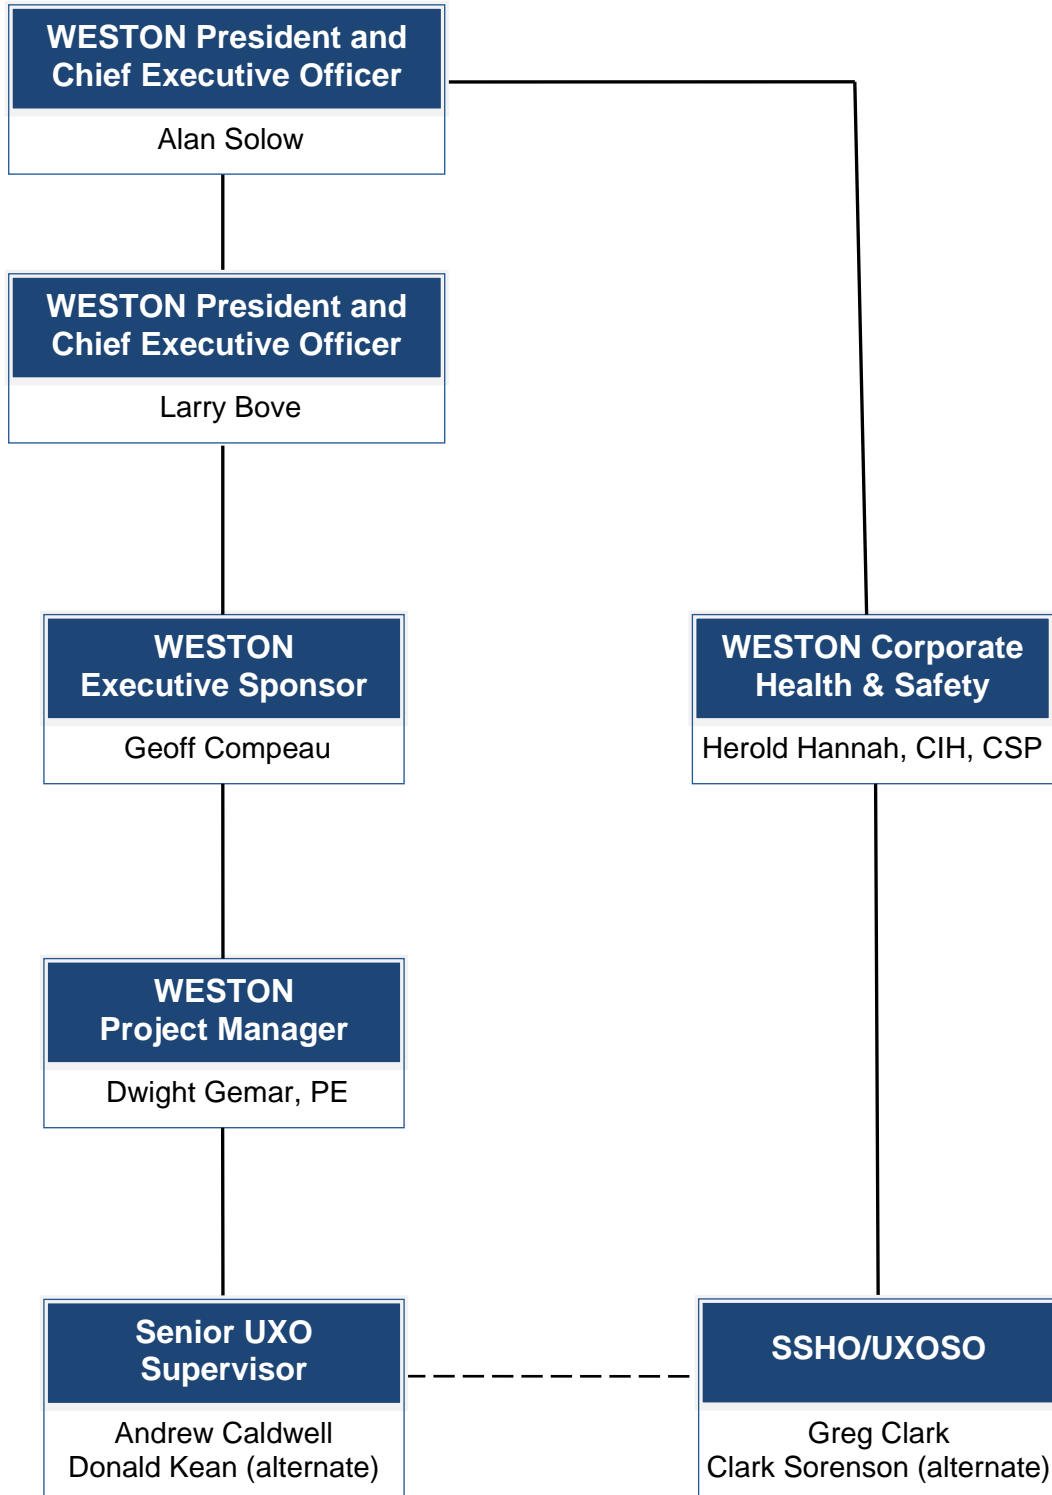 WESTON President and
Chief Executive Officer
Alan Solow
WESTON President and
Chief Executive Officer
Larry Bove
WESTON
Executive Sponsor
Geoff Compeau
WESTON Corporate
Health & Safety
Herold Hannah, CIH, CSP
WESTON
Project Manager
Dwight Gemar, PE
Senior UXO
Supervisor
Andrew Caldwell
Donald Kean (alternate)
SSHO/UXOSO
Greg Clark
Clark Sorenson (alternate)